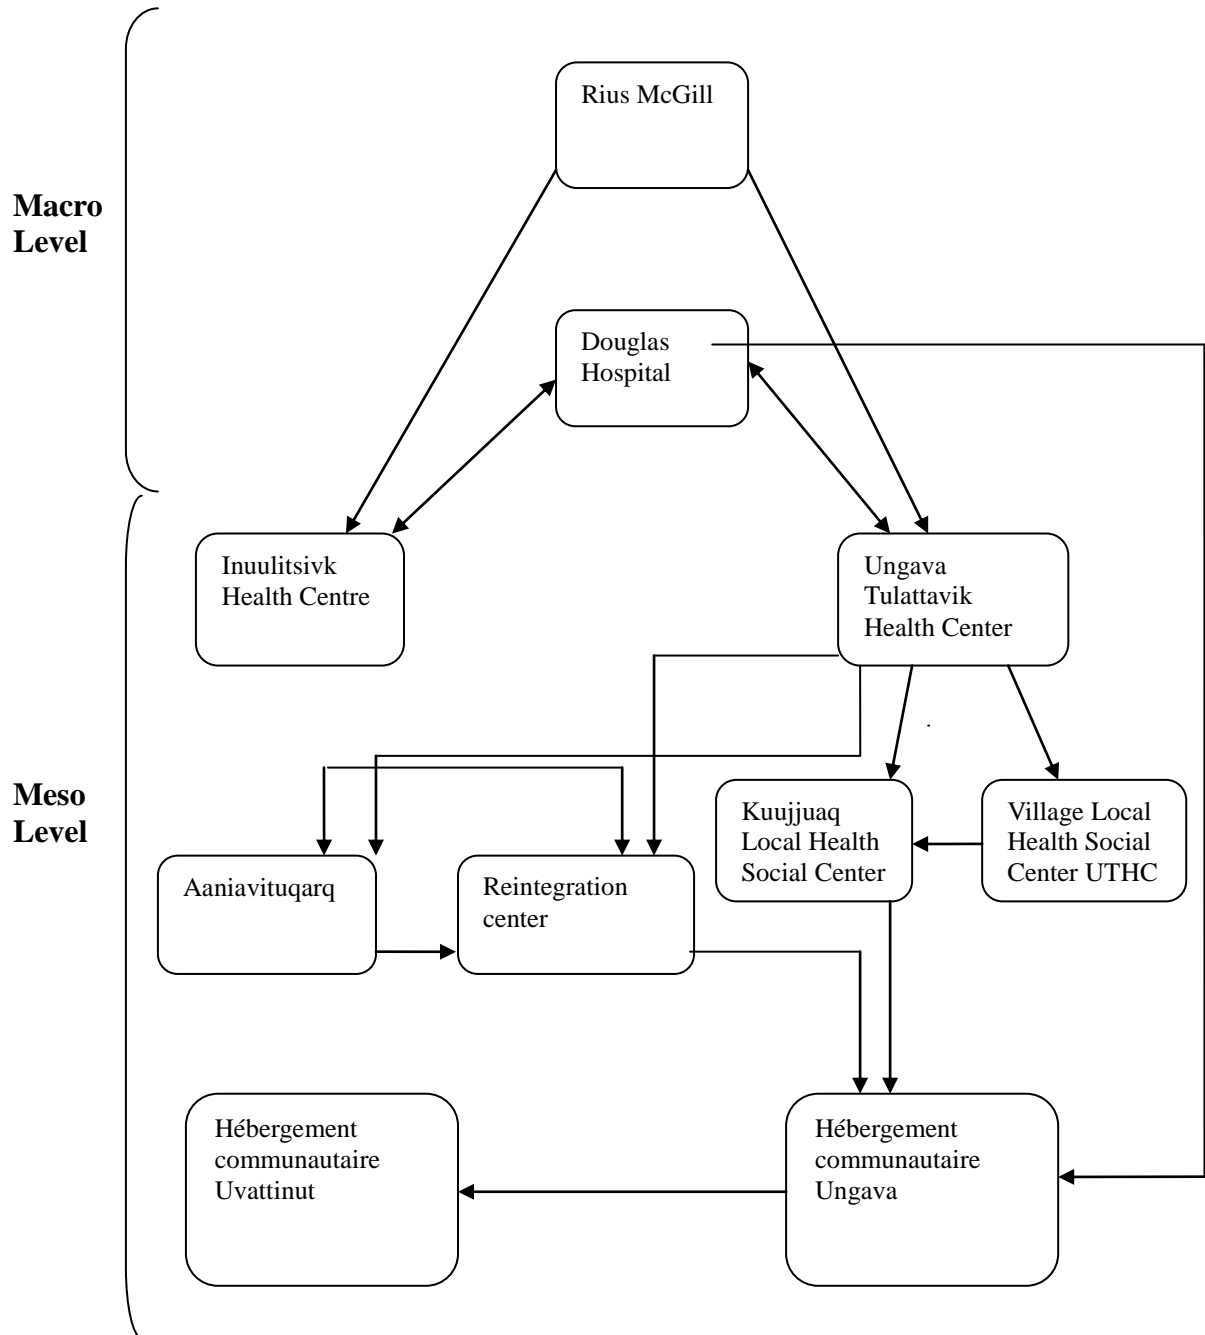 Rius McGill
Macro
Level
Douglas
Hospital
Inuulitsivk
Health Centre
Ungava
Tulattavik
Health Center
Meso
Level
Kuujjuaq
Local Health
Social Center
Village Local
Health Social
Center UTHC
Aaniavituqarq
Reintegration
center
Hébergement
communautaire
Uvattinut
Hébergement
communautaire
Ungava